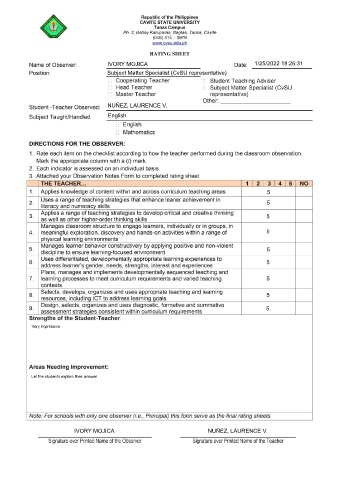 Republic of the Philippines
CAVITE STATE UNIVERSITY
Tanza Campus
Ph. 2, Bahay Katuparan, Bagtas, Tanza, Cavite
(046) 414 - 3979
www.cvsu.edu.ph
RATING SHEET
Name of Observer: IVORY MOJICA Date: 1/25/2022 18:26:31
Position: Subject Matter Specialist (CvSU representative)
Cooperating Teacher Student Teaching Adviser
Head Teacher Subject Matter Specialist (CvSU
Master Teacher representative)
Other:
Student -Teacher Observed: NUÑEZ, LAURENCE V.
Subject Taught/Handled English
English
Mathematics
DIRECTIONS FOR THE OBSERVER:
1. Rate each item on the checklist according to how the teacher performed during the classroom observation.
Mark the appropriate column with a (/) mark.
2. Each indicator is assessed on an individual basis.
3. Attached your Observation Notes Form to completed rating sheet
THE TEACHER... 1 2 3 4 5 NO
1. Applies knowledge of content within and across curriculum teaching areas 5
2. Uses a range of teaching strategies that enhance leaner achievement in
literacy and numeracy skills 5
3. Applies a range of teaching strategies to develop critical and creative thinking
as well as other higher-order thinking skills 5
4. Manages classroom structure to engage learners, individually or in groups, in
meaningful exploration, discovery and hands-on activities within a range of
physical learning environments 5
5. Manages learner behavior constructively by applying positive and non-violent
discipline to ensure learning-focused environment 5
6. Uses differentiated, developmentally appropriate learning experiences to
address learner's gender, needs, strengths, interest and experiences 5
7. Plans, manages and implements developmentally sequenced teaching and
learning processes to meet curriculum requirements and varied teaching
contexts 5
8. Selects, develops, organizes and uses appropriate teaching and learning
resources, including ICT to address learning goals 5
9. Design, selects, organizes and uses diagnostic, formative and summative
assessment strategies consistent within curriculum requirements 5
Strengths of the Student-Teacher:
Very impressive.
Areas Needing Improvement:
Let the students explain their answer
Note: For schools with only one observer (i.e., Principal) this form serve as the final rating sheets
IVORY MOJICA NUÑEZ, LAURENCE V.
Signature over Printed Name of the Observer Signature over Printed Name of the Teacher